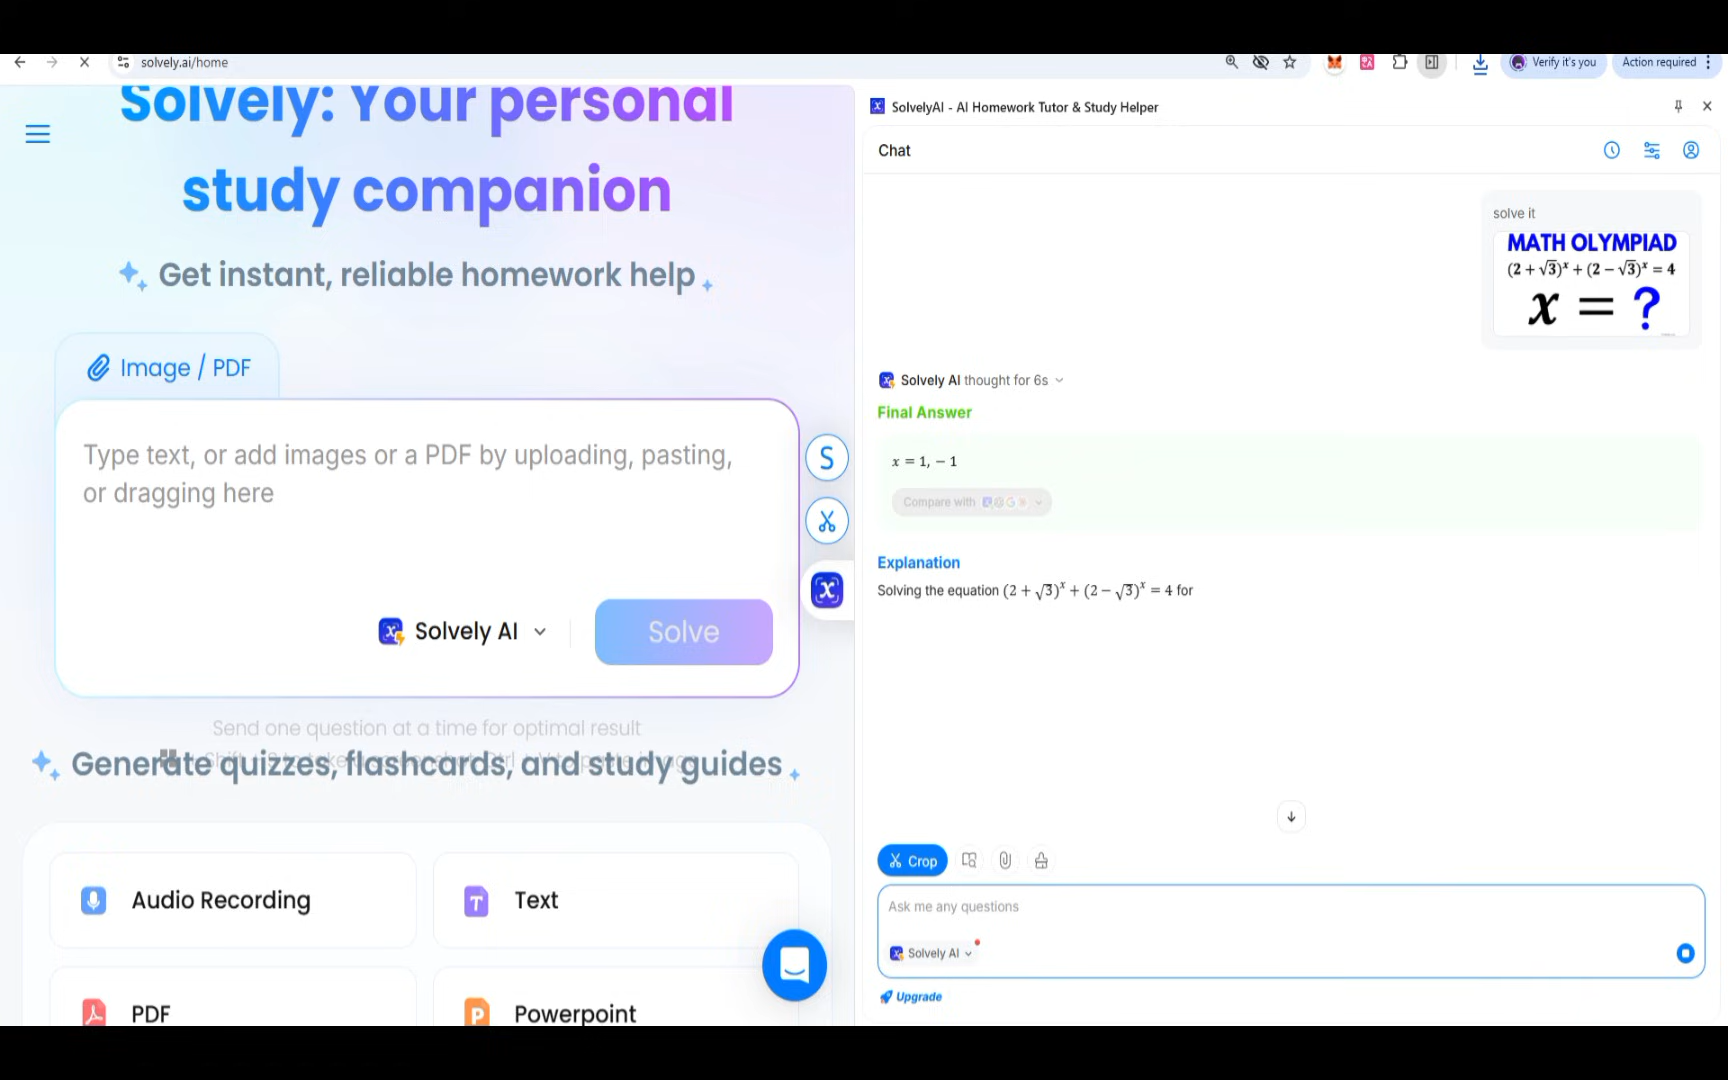 solvely.ai/home
Verify it's you
Action required
Solvely: Your personal
study companion
Get instant, reliable homework help
Image / PDF
Type text, or add images or a PDF by uploading, pasting,
or dragging here
S
Solvely AI
Solve
Send one question at a time for optimal result
Generate quizzes, flashcards, and study guides
Audio Recording
Text
PDF
Powerpoint
SolvelyAI - AI Homework Tutor & Study Helper
Chat
solve it
MATH OLYMPIAD
(2 + √3)ˣ + (2 − √3)ˣ = 4
x = ?
Solvely AI thought for 6s
Final Answer
x = 1, − 1
Compare with
Explanation
Solving the equation (2 + √3)ˣ + (2 − √3)ˣ = 4 for
Crop
Ask me any questions
Solvely AI
Upgrade